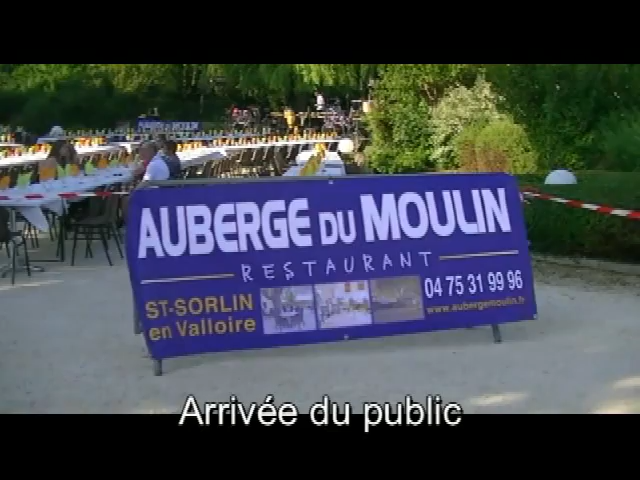 AUBERGE DU MOULIN
RESTAURANT
ST-SORLIN
en Valloire
04 75 31 99 96
www.aubergemoulin.fr
Arrivée du public